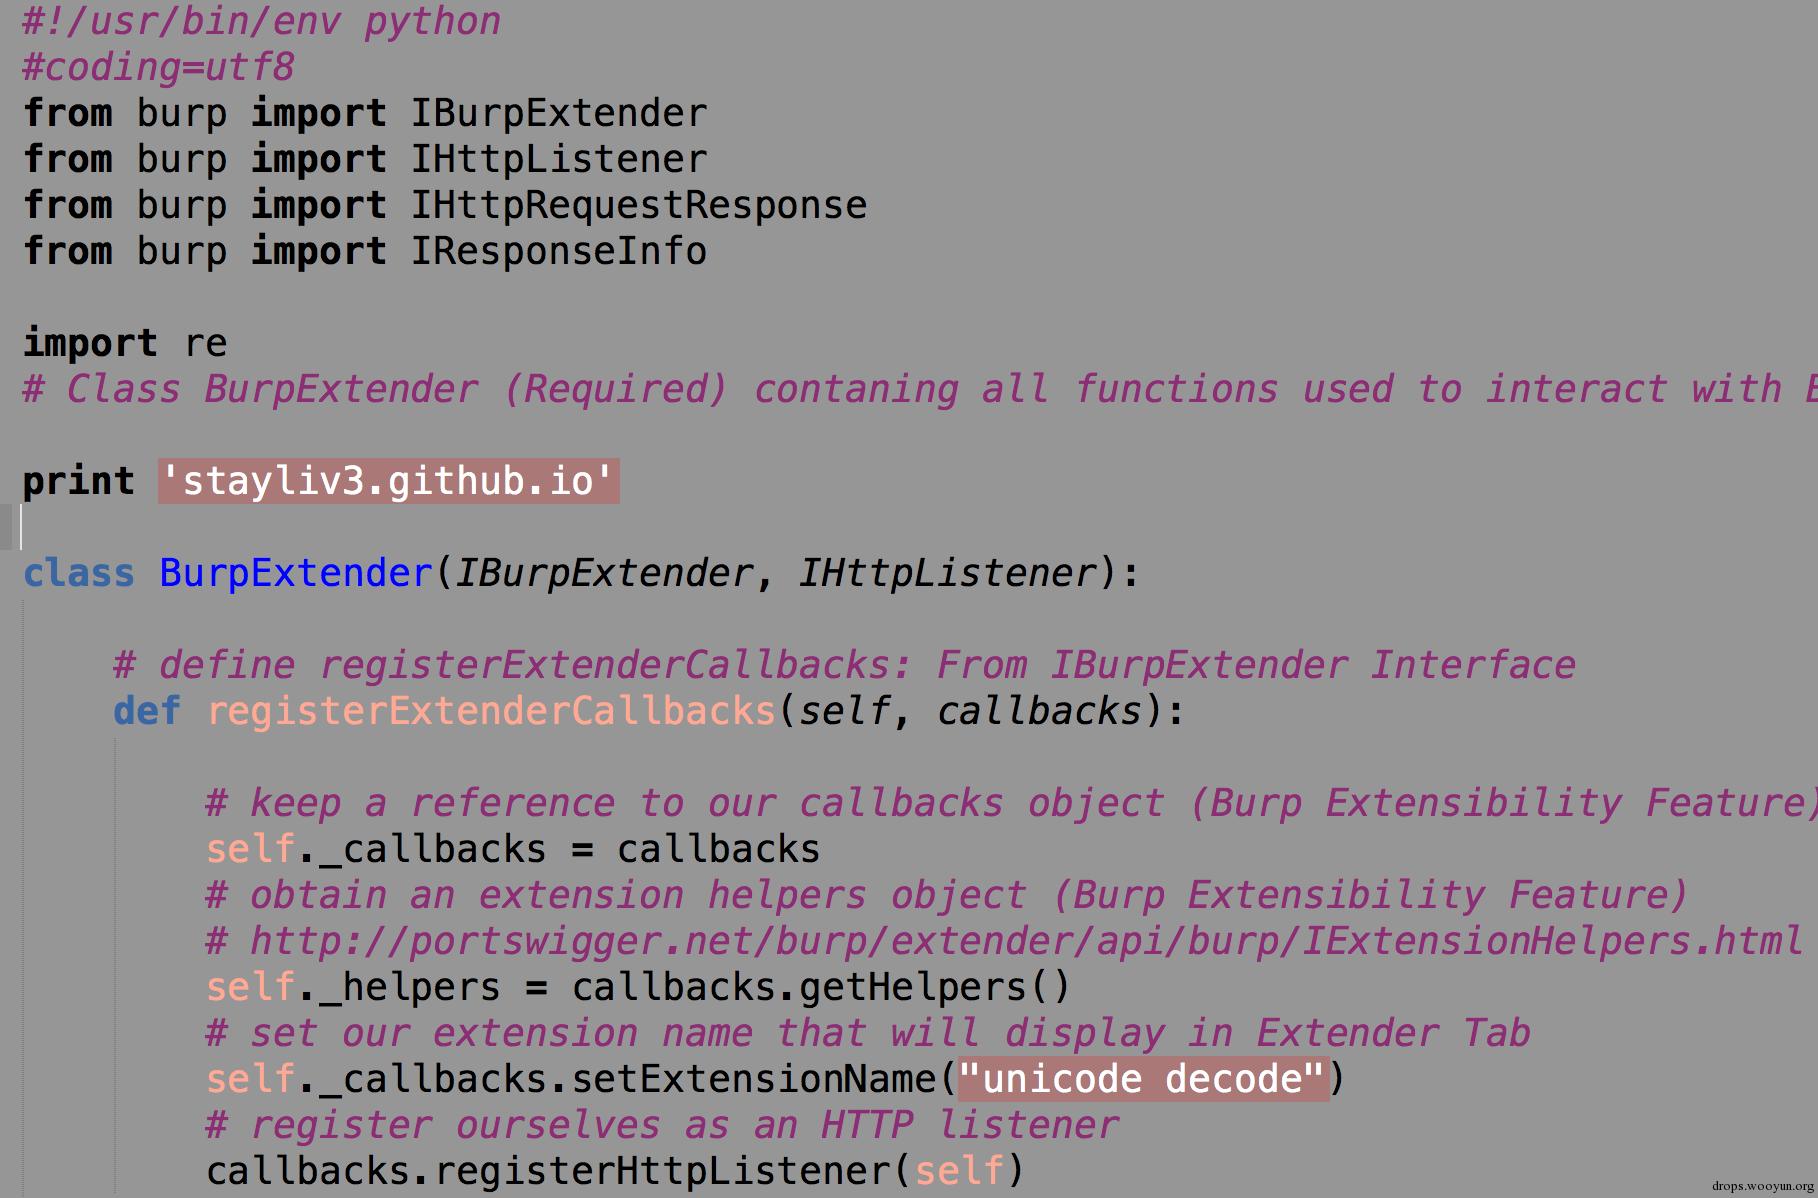 #!/usr/bin/env python
#coding=utf8
from burp import IBurpExtender
from burp import IHttpListener
from burp import IHttpRequestResponse
from burp import IResponseInfo
import re
# Class BurpExtender (Required) contaning all functions used to interact with
print 'stayliv3.github.io'
class BurpExtender(IBurpExtender, IHttpListener):
# define registerExtenderCallbacks: From IBurpExtender Interface
def registerExtenderCallbacks(self, callbacks):
# keep a reference to our callbacks object (Burp Extensibility Feature)
self._callbacks = callbacks
# obtain an extension helpers object (Burp Extensibility Feature)
# http://portswigger.net/burp/extender/api/burp/IExtensionHelpers.html
self._helpers = callbacks.getHelpers()
# set our extension name that will display in Extender Tab
self._callbacks.setExtensionName("unicode decode")
# register ourselves as an HTTP listener
callbacks.registerHttpListener(self)
drops.wooyun.org